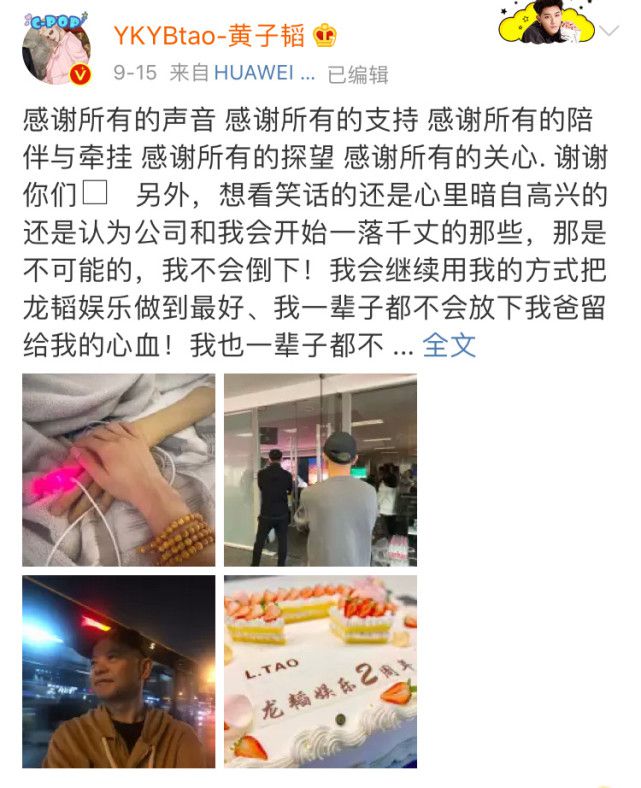 C-POP
YKYBtao-黄子韬
9-15 来自HUAWEI ... 已编辑
感谢所有的声音 感谢所有的支持 感谢所有的陪
伴与牵挂 感谢所有的探望 感谢所有的关心. 谢谢
你们□ 另外，想看笑话的还是心里暗自高兴的
还是认为公司和我会开始一落千丈的那些，那是
不可能的，我不会倒下！我会继续用我的方式把
龙韬娱乐做到最好、我一辈子都不会放下我爸留
给我的心血！我也一辈子都不 ... 全文
L.TAO
龙韬娱乐2周年